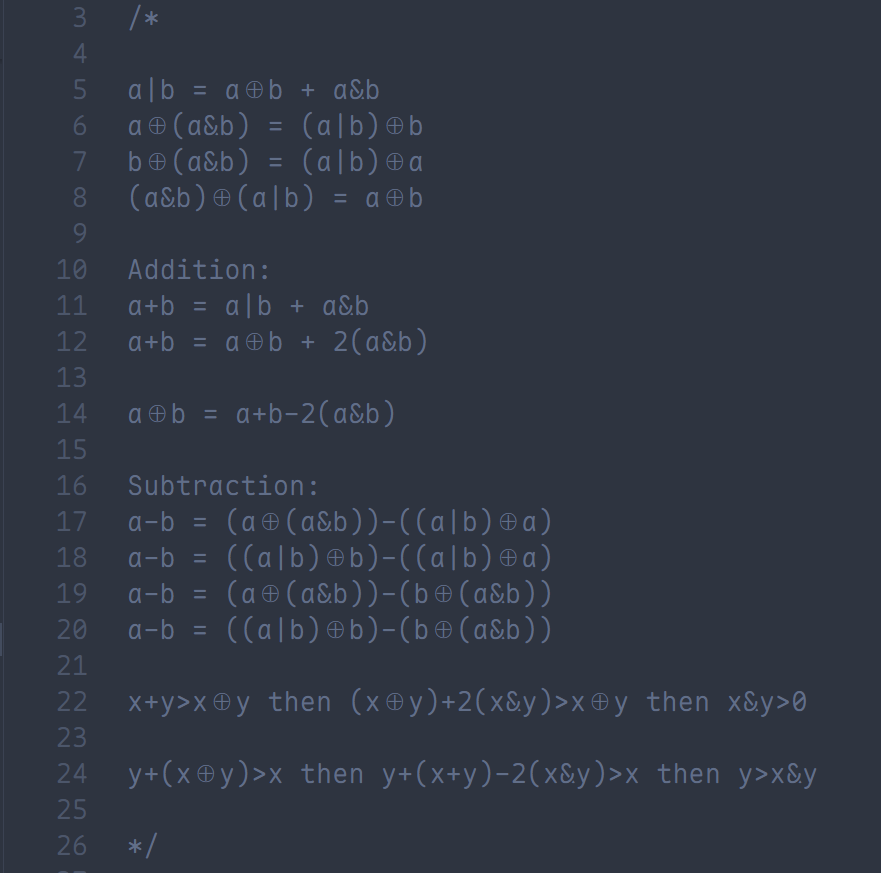 3 /*
4
5 a|b = a⊕b + a&b
6 a⊕(a&b) = (a|b)⊕b
7 b⊕(a&b) = (a|b)⊕a
8 (a&b)⊕(a|b) = a⊕b
9
10 Addition:
11 a+b = a|b + a&b
12 a+b = a⊕b + 2(a&b)
13
14 a⊕b = a+b-2(a&b)
15
16 Subtraction:
17 a-b = (a⊕(a&b))-((a|b)⊕a)
18 a-b = ((a|b)⊕b)-((a|b)⊕a)
19 a-b = (a⊕(a&b))-(b⊕(a&b))
20 a-b = ((a|b)⊕b)-(b⊕(a&b))
21
22 x+y>x⊕y then (x⊕y)+2(x&y)>x⊕y then x&y>0
23
24 y+(x⊕y)>x then y+(x+y)-2(x&y)>x then y>x&y
25
26 */